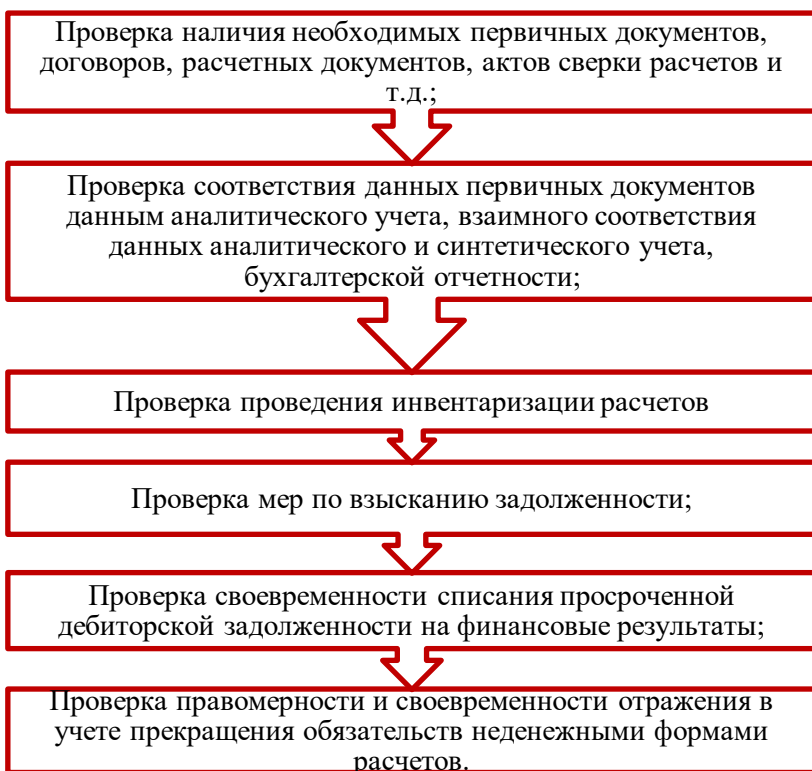 Проверка наличия необходимых первичных документов,
договоров, расчетных документов, актов сверки расчетов и
т.д.;
Проверка соответствия данных первичных документов
данным аналитического учета, взаимного соответствия
данных аналитического и синтетического учета,
бухгалтерской отчетности;
Проверка проведения инвентаризации расчетов
Проверка мер по взысканию задолженности;
Проверка своевременности списания просроченной
дебиторской задолженности на финансовые результаты;
Проверка правомерности и своевременности отражения в
учете прекращения обязательств неденежными формами
расчетов.